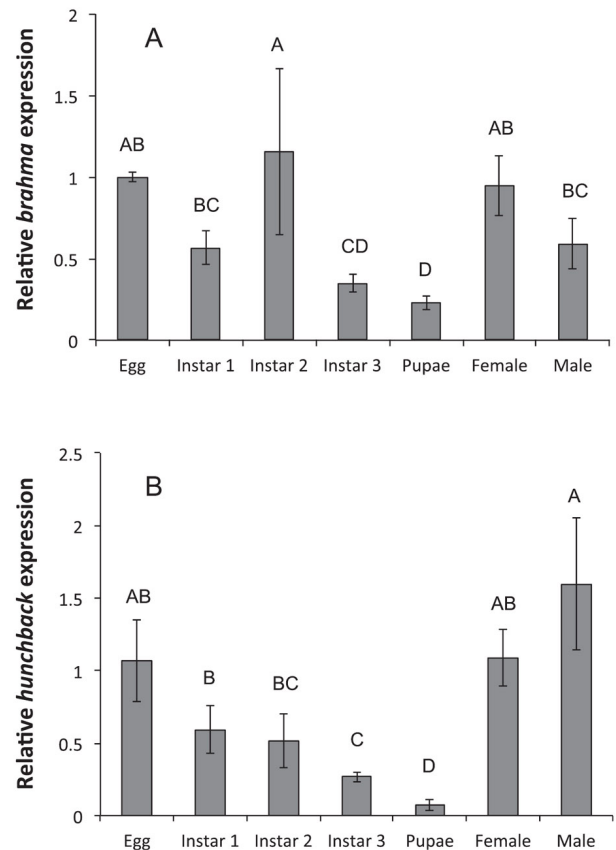 Relative brahma expression
2
1.5
1
0.5
0
A
AB
BC
A
CD
D
AB
BC
Egg Instar 1 Instar 2 Instar 3 Pupae Female Male
Relative hunchback expression
2.5
2
1.5
1
0.5
0
B
AB
B
BC
C
D
AB
A
Egg Instar 1 Instar 2 Instar 3 Pupae Female Male